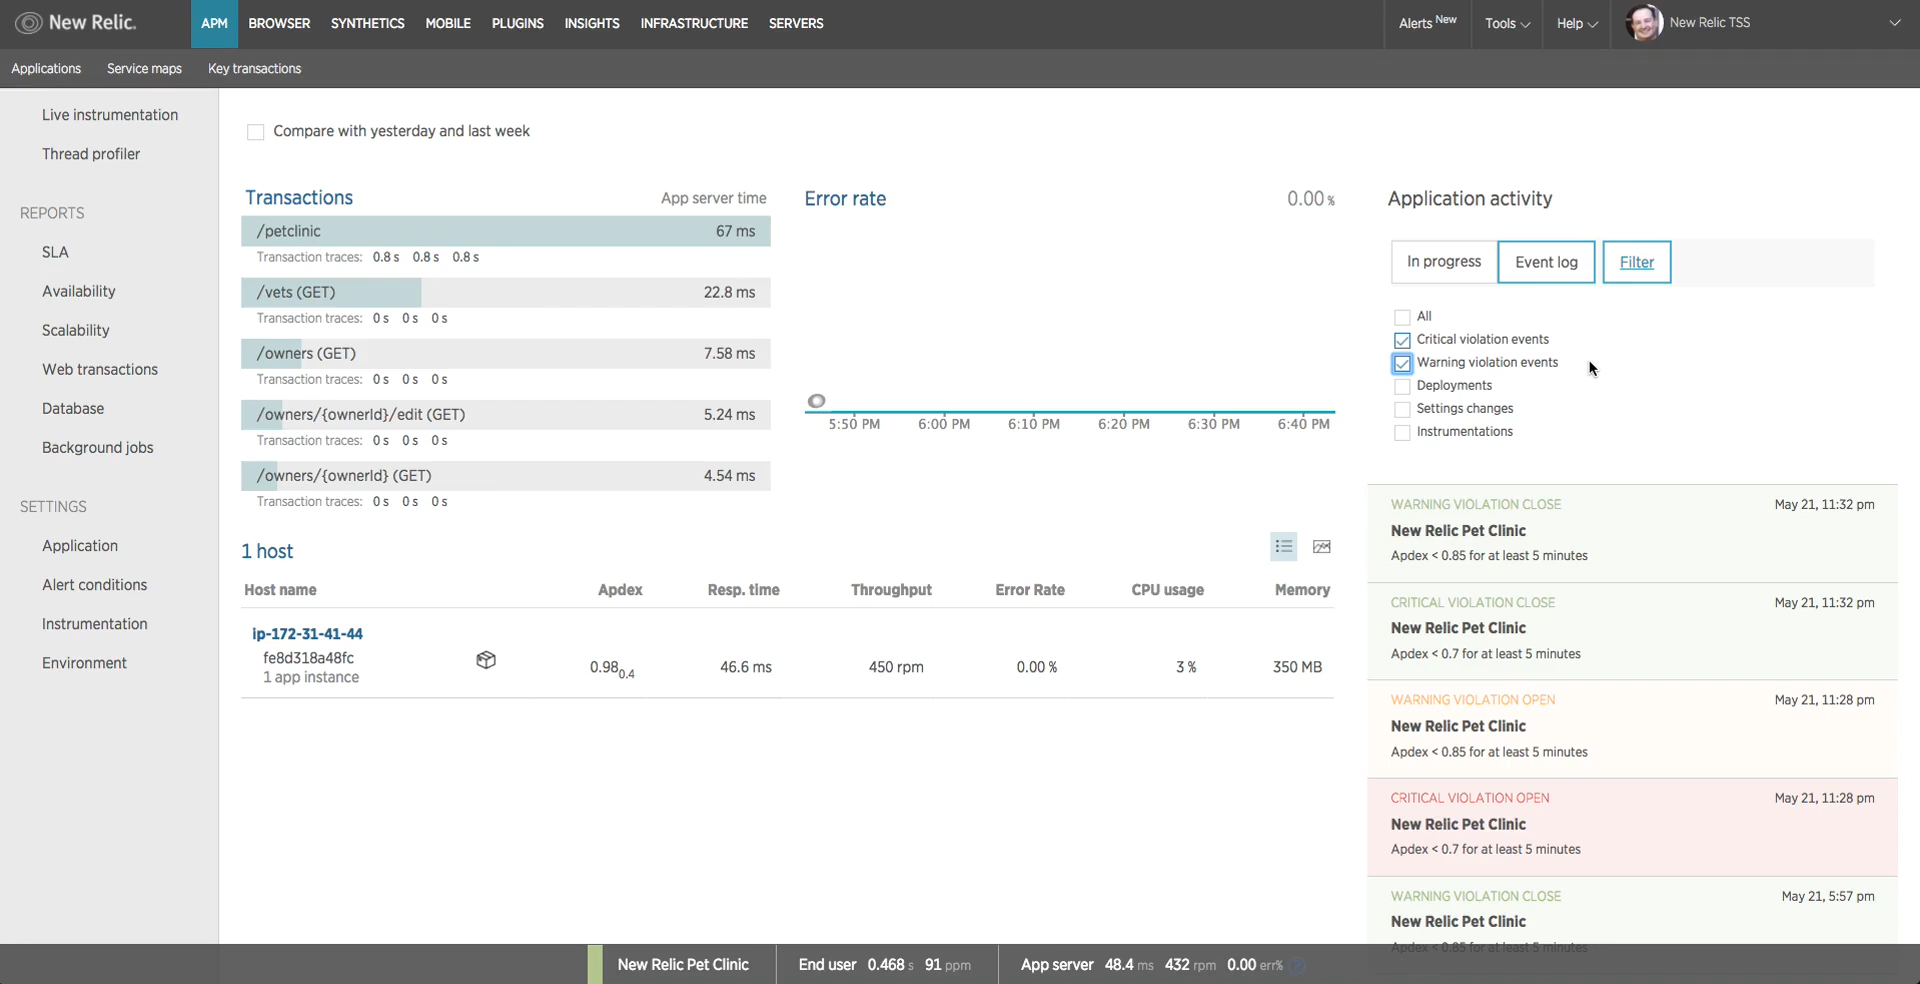 New Relic.
APM BROWSER SYNTHETICS MOBILE PLUGINS INSIGHTS INFRASTRUCTURE SERVERS
Alerts New Tools Help New Relic TSS
Applications Service maps Key transactions
Live instrumentation
Thread profiler
REPORTS
SLA
Availability
Scalability
Web transactions
Database
Background jobs
SETTINGS
Application
Alert conditions
Instrumentation
Environment
Compare with yesterday and last week
Transactions App server time
/petclinic 67 ms
Transaction traces: 0.8 s 0.8 s 0.8 s
/vets (GET) 22.8 ms
Transaction traces: 0 s 0 s 0 s
/owners (GET) 7.58 ms
Transaction traces: 0 s 0 s 0 s
/owners/{ownerId}/edit (GET) 5.24 ms
Transaction traces: 0 s 0 s 0 s
/owners/{ownerId} (GET) 4.54 ms
Transaction traces: 0 s 0 s 0 s
Error rate 0.00 %
5:50 PM 6:00 PM 6:10 PM 6:20 PM 6:30 PM 6:40 PM
1 host
Host name Apdex Resp. time Throughput Error Rate CPU usage Memory
ip-172-31-41-44
fe8d318a48fc
1 app instance
0.98 0.4 46.6 ms 450 rpm 0.00 % 3 % 350 MB
Application activity
In progress Event log Filter
All
Critical violation events
Warning violation events
Deployments
Settings changes
Instrumentations
WARNING VIOLATION CLOSE May 21, 11:32 pm
New Relic Pet Clinic
Apdex < 0.85 for at least 5 minutes
CRITICAL VIOLATION CLOSE May 21, 11:32 pm
New Relic Pet Clinic
Apdex < 0.7 for at least 5 minutes
WARNING VIOLATION OPEN May 21, 11:28 pm
New Relic Pet Clinic
Apdex < 0.85 for at least 5 minutes
CRITICAL VIOLATION OPEN May 21, 11:28 pm
New Relic Pet Clinic
Apdex < 0.7 for at least 5 minutes
WARNING VIOLATION CLOSE May 21, 5:57 pm
New Relic Pet Clinic
Apdex < 0.85 for at least 5 minutes
New Relic Pet Clinic End user 0.468 s 91 ppm App server 48.4 ms 432 rpm 0.00 err% ?